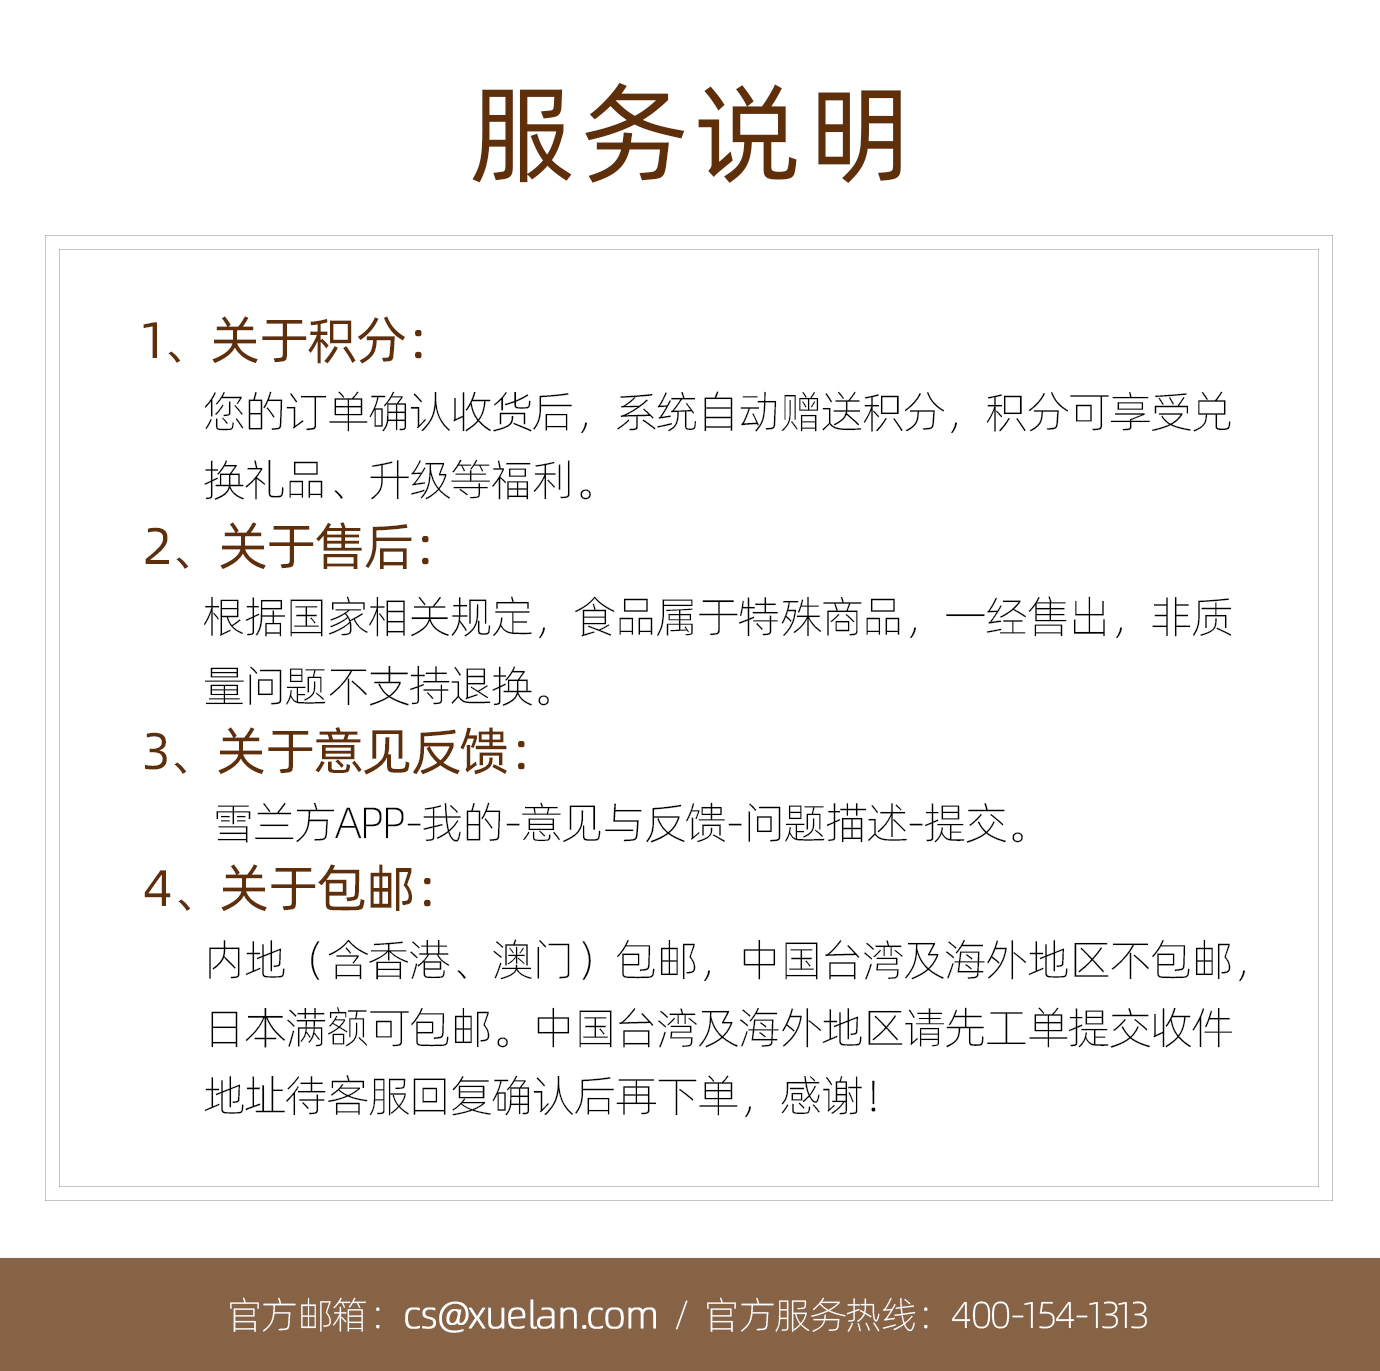 服务说明
1、关于积分：
您的订单确认收货后，系统自动赠送积分，积分可享受兑
换礼品、升级等福利。
2、关于售后：
根据国家相关规定，食品属于特殊商品，一经售出，非质
量问题不支持退换。
3、关于意见反馈：
雪兰方APP-我的-意见与反馈-问题描述-提交。
4、关于包邮：
内地（含香港、澳门）包邮，中国台湾及海外地区不包邮，
日本满额可包邮。中国台湾及海外地区请先工单提交收件
地址待客服回复确认后再下单，感谢！
官方邮箱：cs@xuelan.com / 官方服务热线：400-154-1313